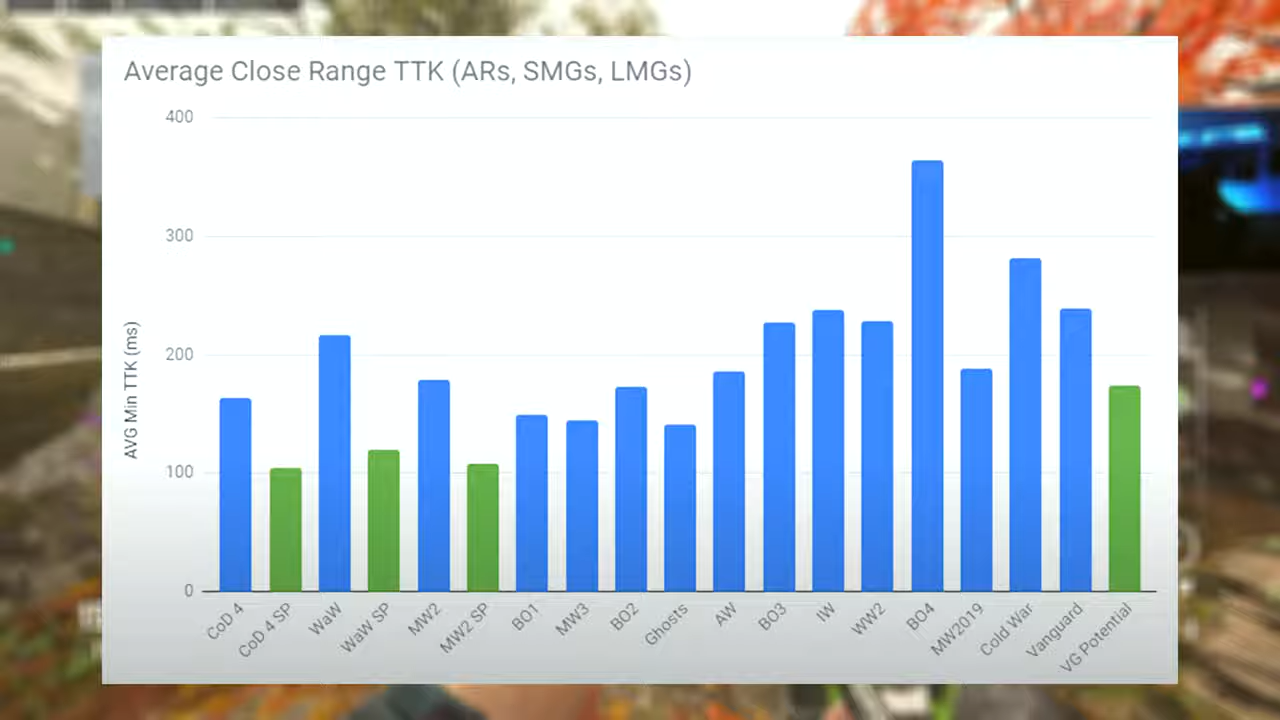 Average Close Range TTK (ARs, SMGs, LMGs)
400
300
200
100
0
AVG Min TTK (ms)
CoD 4
CoD 4 SP
WaW
WaW SP
MW2
MW2 SP
BO1
MW3
BO2
Ghosts
AW
BO3
IW
WW2
BO4
MW2019
Cold War
Vanguard
VG Potential